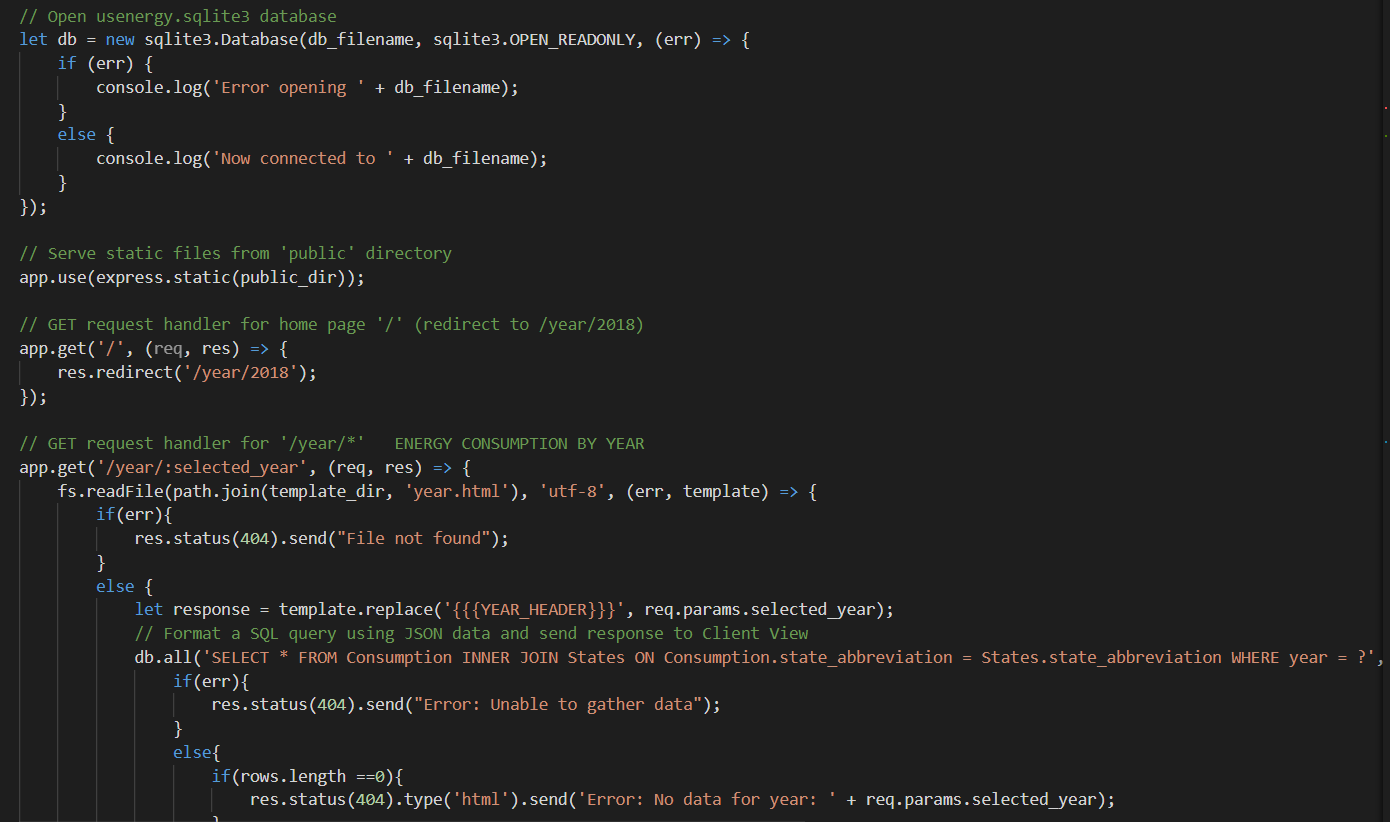 // Open usenergy.sqlite3 database
let db = new sqlite3.Database(db_filename, sqlite3.OPEN_READONLY, (err) => {
    if (err) {
        console.log('Error opening ' + db_filename);
    }
    else {
        console.log('Now connected to ' + db_filename);
    }
});

// Serve static files from 'public' directory
app.use(express.static(public_dir));

// GET request handler for home page '/' (redirect to /year/2018)
app.get('/', (req, res) => {
    res.redirect('/year/2018');
});

// GET request handler for '/year/*'   ENERGY CONSUMPTION BY YEAR
app.get('/year/:selected_year', (req, res) => {
    fs.readFile(path.join(template_dir, 'year.html'), 'utf-8', (err, template) => {
        if(err){
            res.status(404).send("File not found");
        }
        else {
            let response = template.replace('{{{YEAR_HEADER}}}', req.params.selected_year);
            // Format a SQL query using JSON data and send response to Client View
            db.all('SELECT * FROM Consumption INNER JOIN States ON Consumption.state_abbreviation = States.state_abbreviation WHERE year = ?',
                if(err){
                    res.status(404).send("Error: Unable to gather data");
                }
                else{
                    if(rows.length ==0){
                        res.status(404).type('html').send('Error: No data for year: ' + req.params.selected_year);
                    }